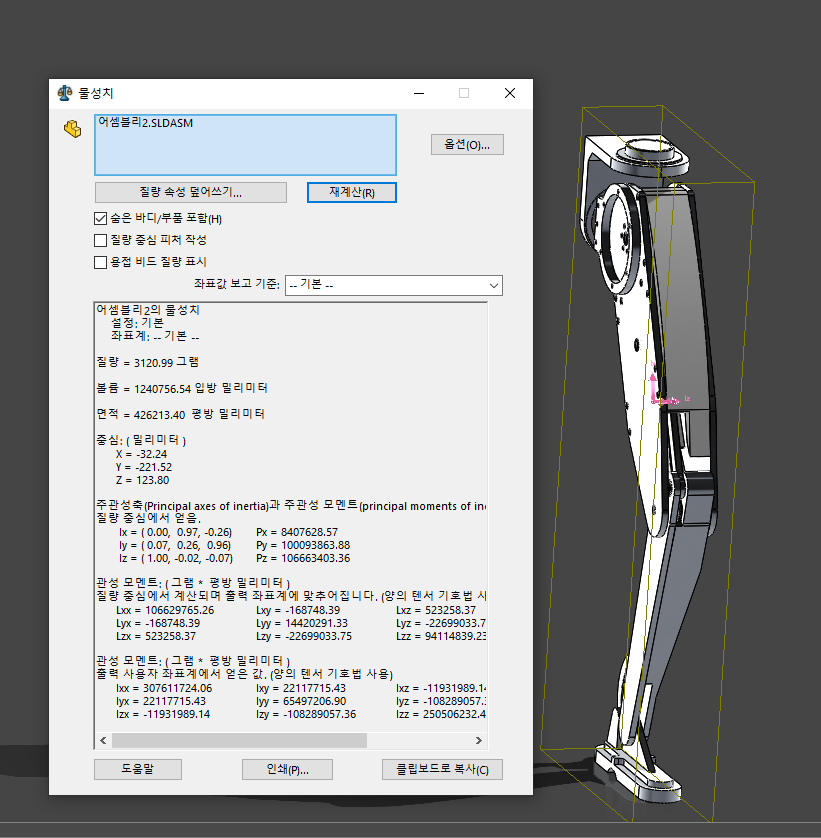 물성치
어셈블리2.SLDASM
옵션(O)...
질량 속성 덮어쓰기...
재계산(R)
숨은 바디/부품 포함(H)
질량 중심 피처 작성
용접 비드 질량 표시
좌표값 보고 기준:
-- 기본 --
어셈블리2의 물성치
설정: 기본
좌표계: -- 기본 --
질량 = 3120.99 그램
볼륨 = 1240756.54 입방 밀리미터
면적 = 426213.40 평방 밀리미터
중심: ( 밀리미터 )
X = -32.24
Y = -221.52
Z = 123.80
주관성축(Principal axes of inertia)과 주관성 모멘트(principal moments of
질량 중심에서 얻음.
Ix = ( 0.00, 0.97, -0.26) Px = 8407628.57
Iy = ( 0.07, 0.26, 0.96) Py = 100093863.88
Iz = ( 1.00, -0.02, -0.07) Pz = 106663403.36
관성 모멘트: ( 그램 * 평방 밀리미터 )
질량 중심에서 계산되며 출력 좌표계에 맞추어집니다. (양의 텐서 기호법 사
Lxx = 106629765.26 Lxy = -168748.39 Lxz = 523258.37
Lyx = -168748.39 Lyy = 14420291.33 Lyz = -22699033.7
Lzx = 523258.37 Lzy = -22699033.75 Lzz = 94114839.23
관성 모멘트: ( 그램 * 평방 밀리미터 )
출력 사용자 좌표계에서 얻은 값. (양의 텐서 기호법 사용)
Ixx = 307611724.06 Ixy = 22117715.43 Ixz = -11931989.14
Iyx = 22117715.43 Iyy = 65497206.90 Iyz = -108289057.
Izx = -11931989.14 Izy = -108289057.36 Izz = 250506232.4
도움말
인쇄(P)...
클립보드로 복사(C)